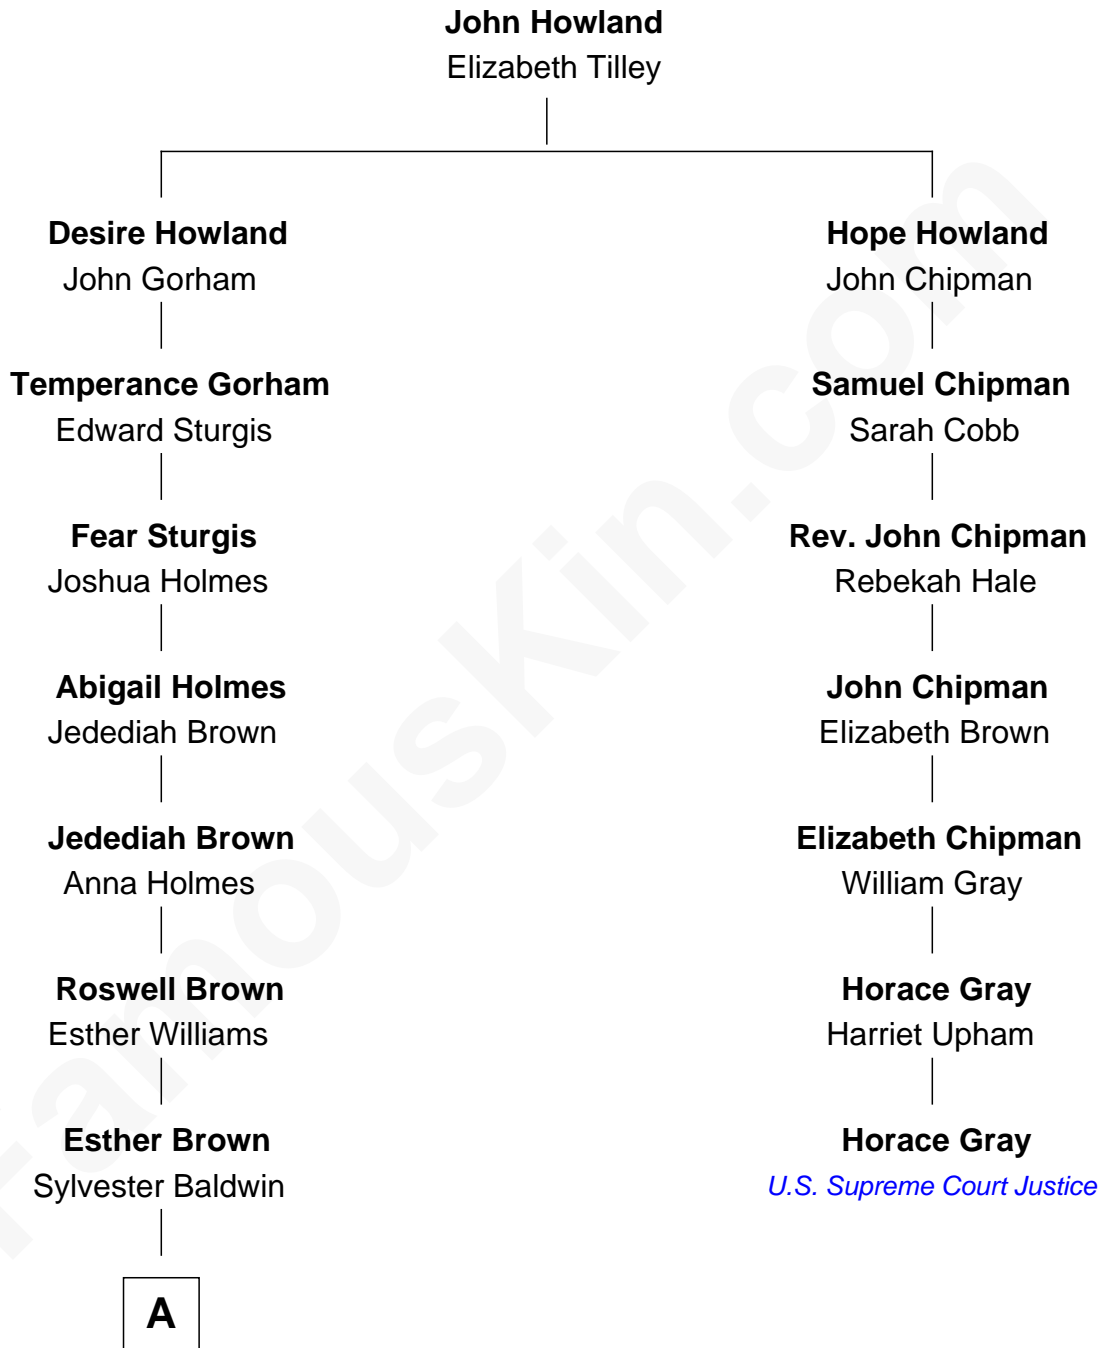 John Howland
Elizabeth Tilley
Desire Howland
John Gorham
Hope Howland
John Chipman
Temperance Gorham
Edward Sturgis
Samuel Chipman
Sarah Cobb
Fear Sturgis
Joshua Holmes
Rev. John Chipman
Rebekah Hale
Abigail Holmes
Jedediah Brown
John Chipman
Elizabeth Brown
Jedediah Brown
Anna Holmes
Elizabeth Chipman
William Gray
Roswell Brown
Esther Williams
Horace Gray
Harriet Upham
Esther Brown
Sylvester Baldwin
Horace Gray
U.S. Supreme Court Justice
A
FamousKin.com